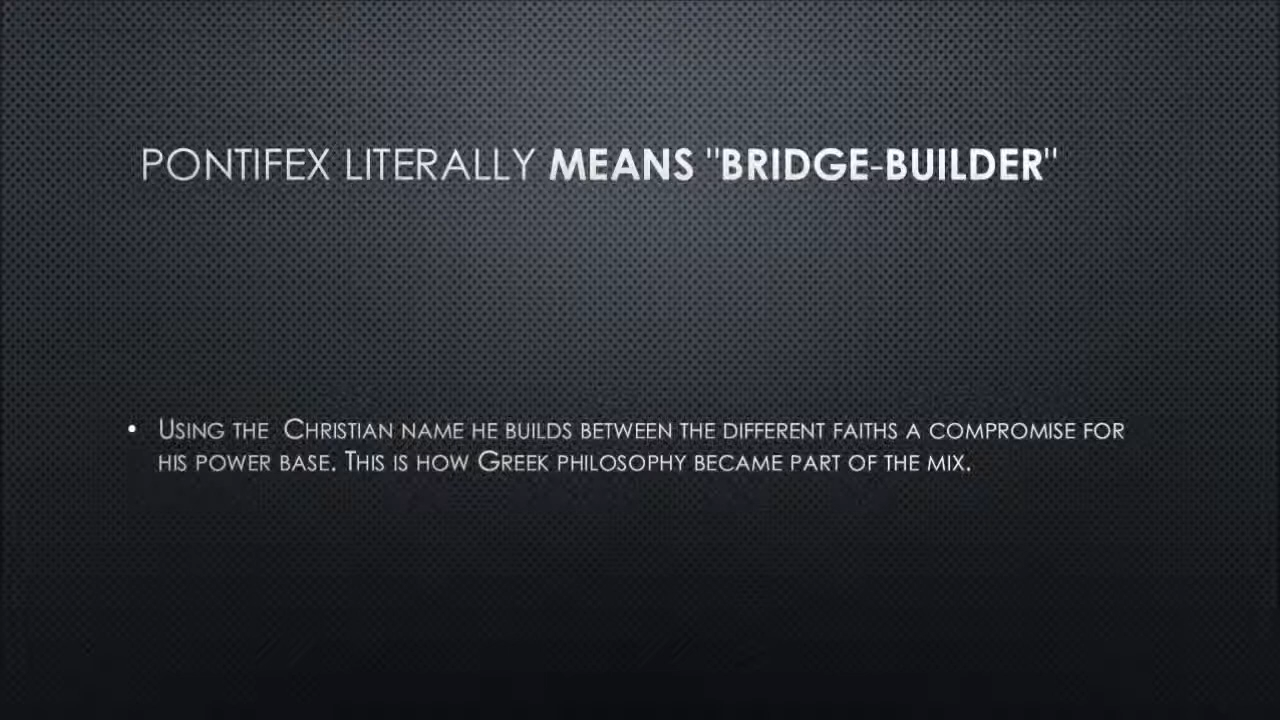 PONTIFEX LITERALLY MEANS "BRIDGE-BUILDER"
• USING THE CHRISTIAN NAME HE BUILDS BETWEEN THE DIFFERENT FAITHS A COMPROMISE FOR
HIS POWER BASE. THIS IS HOW GREEK PHILOSOPHY BECAME PART OF THE MIX.